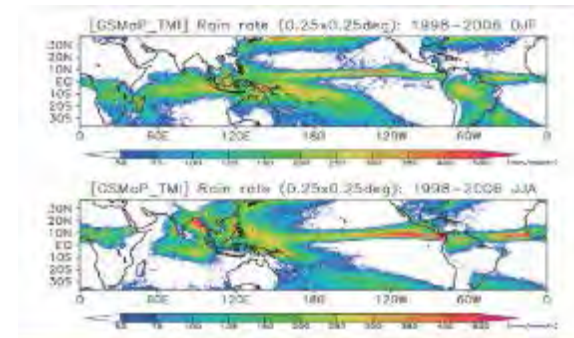 [GSMaP_TMI] Rain rate (0.25x0.25deg): 1998-2006 DJF
30N
20N
10N
EQ
10S
20S
30S
0 60E 120E 180 120W 60W 0
[GSMaP_TMI] Rain rate (0.25x0.25deg): 1998-2006 JJA
30N
20N
10N
EQ
10S
20S
30S
0 60E 120E 180 120W 60W 0